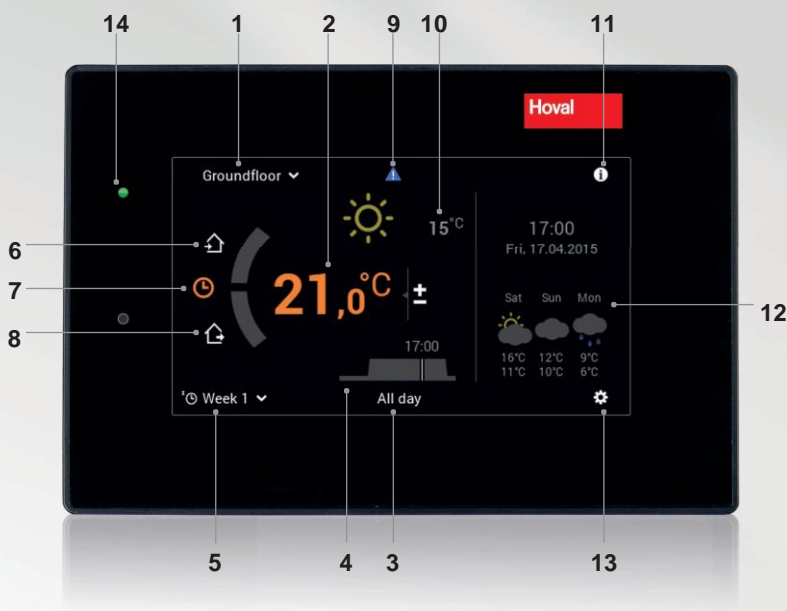 14 1 2 9 10 11
Hoval
Groundfloor
15°C
17:00
Fri, 17.04.2015
6
7
21,0°C
±
8
Sat Sun Mon
12
16°C 12°C 9°C
11°C 10°C 6°C
17:00
Week 1
All day
5 4 3 13